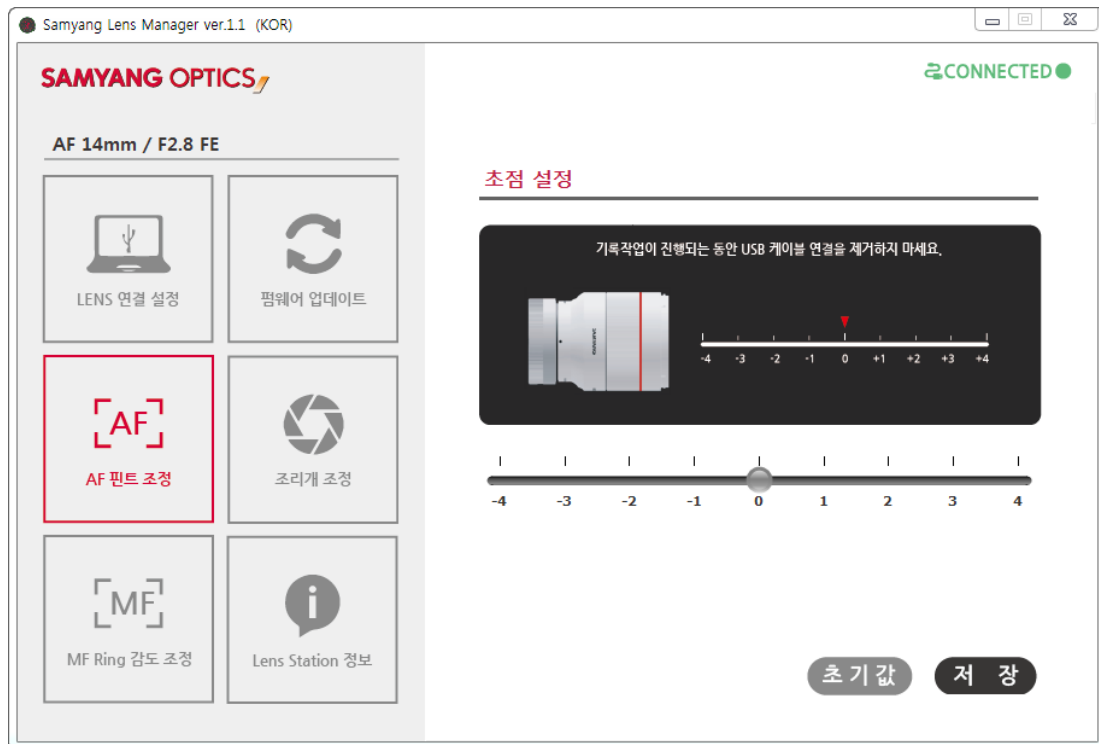 Samyang Lens Manager ver.1.1 (KOR)
SAMYANG OPTICS
CONNECTED
AF 14mm / F2.8 FE
LENS 연결 설정
펌웨어 업데이트
AF
AF 핀트 조정
조리개 조정
MF
MF Ring 감도 조정
i
Lens Station 정보
초점 설정
기록작업이 진행되는 동안 USB 케이블 연결을 제거하지 마세요.
SAMYANG
-4 -3 -2 -1 0 +1 +2 +3 +4
-4 -3 -2 -1 0 1 2 3 4
초기값
저 장